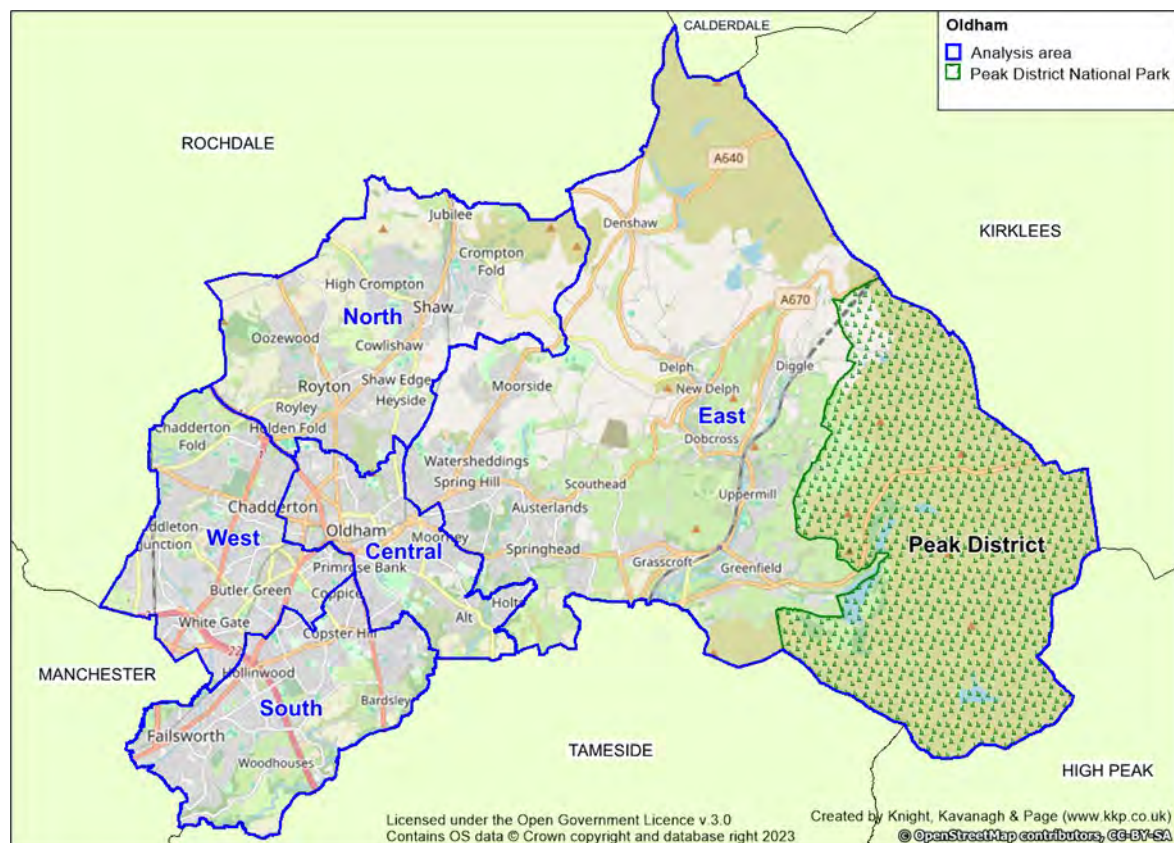 CALDERDALE
Oldham
Analysis area
Peak District National Park
ROCHDALE
A640
Jubilee
Denshaw
KIRKLEES
Crompton
Fold
High Crompton
A670
Shaw
North
Oozewood
Cowlishaw
Delph
Diggle
Royton
Shaw Edge
Moorside
New Delph
Heyside
Royley
East
Chadderton
Fold
Holden Fold
Dobcross
Watersheddings
Spring Hill
Scouthead
Uppermill
Chadderton
Austerlands
Oldham
Moorley
West
Junction
Central
Springhead
Peak District
Primrose Bank
Grasscroft
Greenfield
Butler Green
Coppice
Holts
Alt
White Gate
Copster Hill
MANCHESTER
Hollinwood
22
Bardsley
South
Failsworth
TAMESIDE
Woodhouses
HIGH PEAK
Licensed under the Open Government Licence v.3.0
Contains OS data © Crown copyright and database right 2023
Created by Knight, Kavanagh & Page (www.kkp.co.uk)
© OpenStreetMap contributors, CC-BY-SA